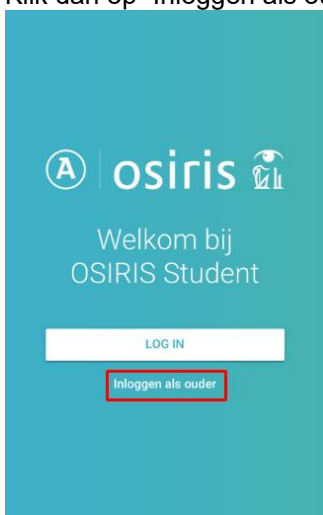 Klik dan op "Inloggen als ou
A osiris
Welkom bij
OSIRIS Student
LOG IN
Inloggen als ouder